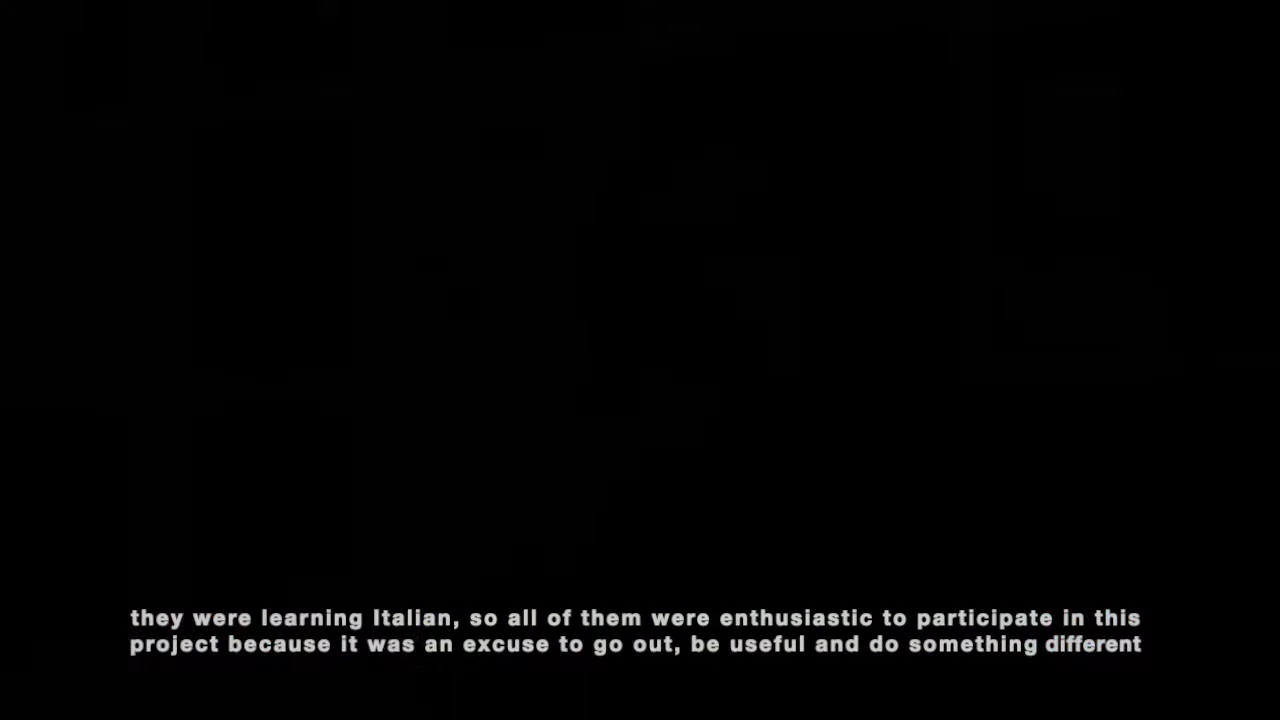 they were learning Italian, so all of them were enthusiastic to participate in this
project because it was an excuse to go out, be useful and do something different